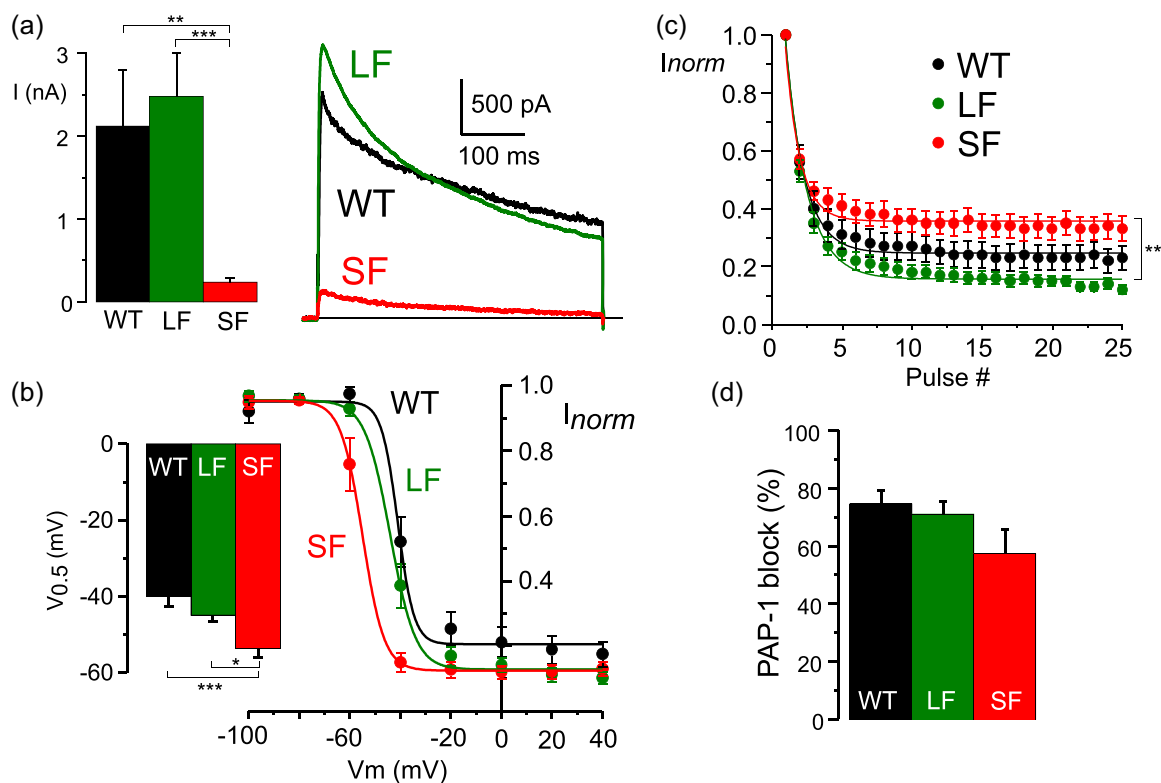 (a)
**
***
3
I (nA)
2
1
0
WT LF SF
LF
500 pA
100 ms
WT
SF
(c)
1.0
Inorm
0.8
0.6
0.4
0.2
0.0
WT
LF
SF
**
0 5 10 15 20 25
Pulse #
(b)
0
-20
-40
-60
V0.5 (mV)
WT LF SF
*
***
WT
LF
SF
1.0
Inorm
0.8
0.6
0.4
0.2
0
-100 -60 -20 0 20 40
Vm (mV)
(d)
100
80
60
40
20
0
PAP-1 block (%)
WT LF SF